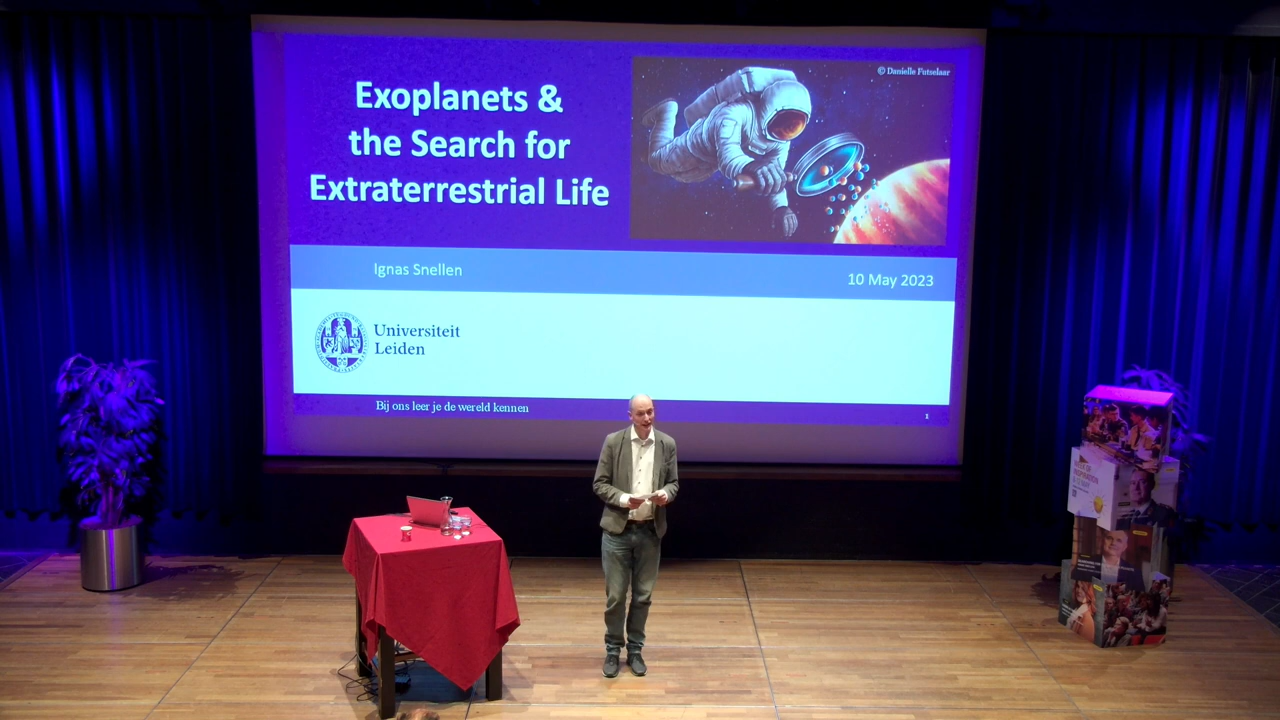 Exoplanets &
the Search for
Extraterrestrial Life
© Danielle Futselaar
Ignas Snellen
10 May 2023
Universiteit
Leiden
Bij ons leer je de wereld kennen
1